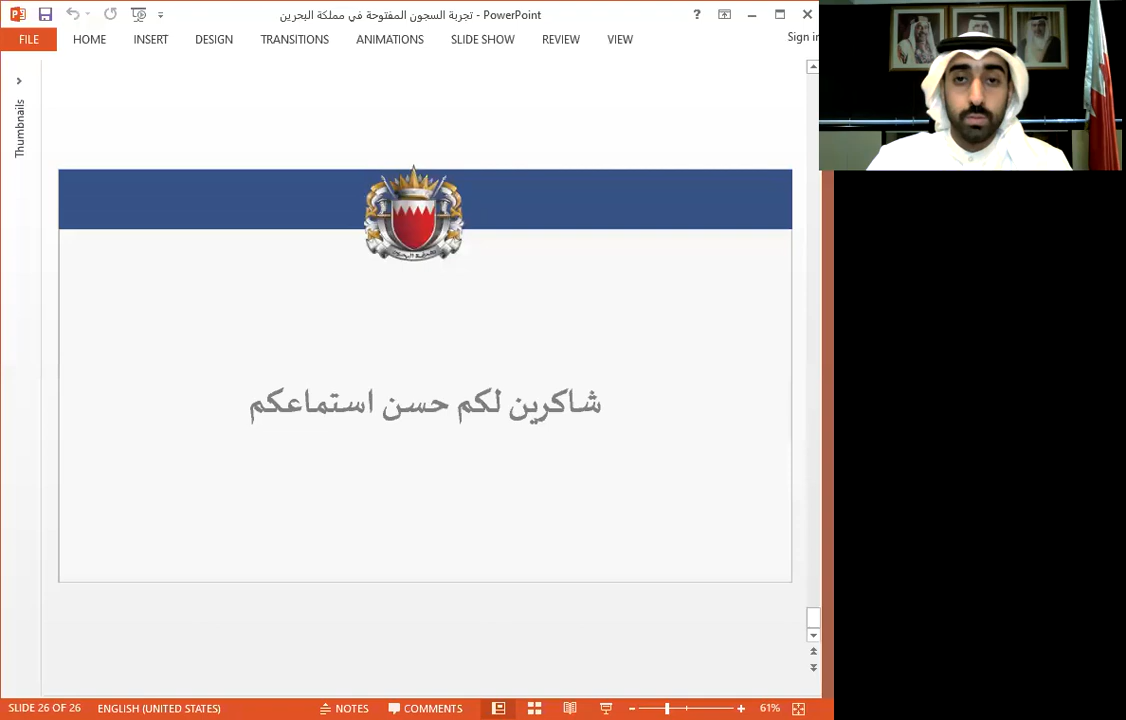 تجربة السجون المفتوحة في مملكة البحرين - PowerPoint
?
FILE HOME INSERT DESIGN TRANSITIONS ANIMATIONS SLIDE SHOW REVIEW VIEW Sign in
Thumbnails
شاكرين لكم حسن استماعكم
SLIDE 26 OF 26 ENGLISH (UNITED STATES) NOTES COMMENTS 61%